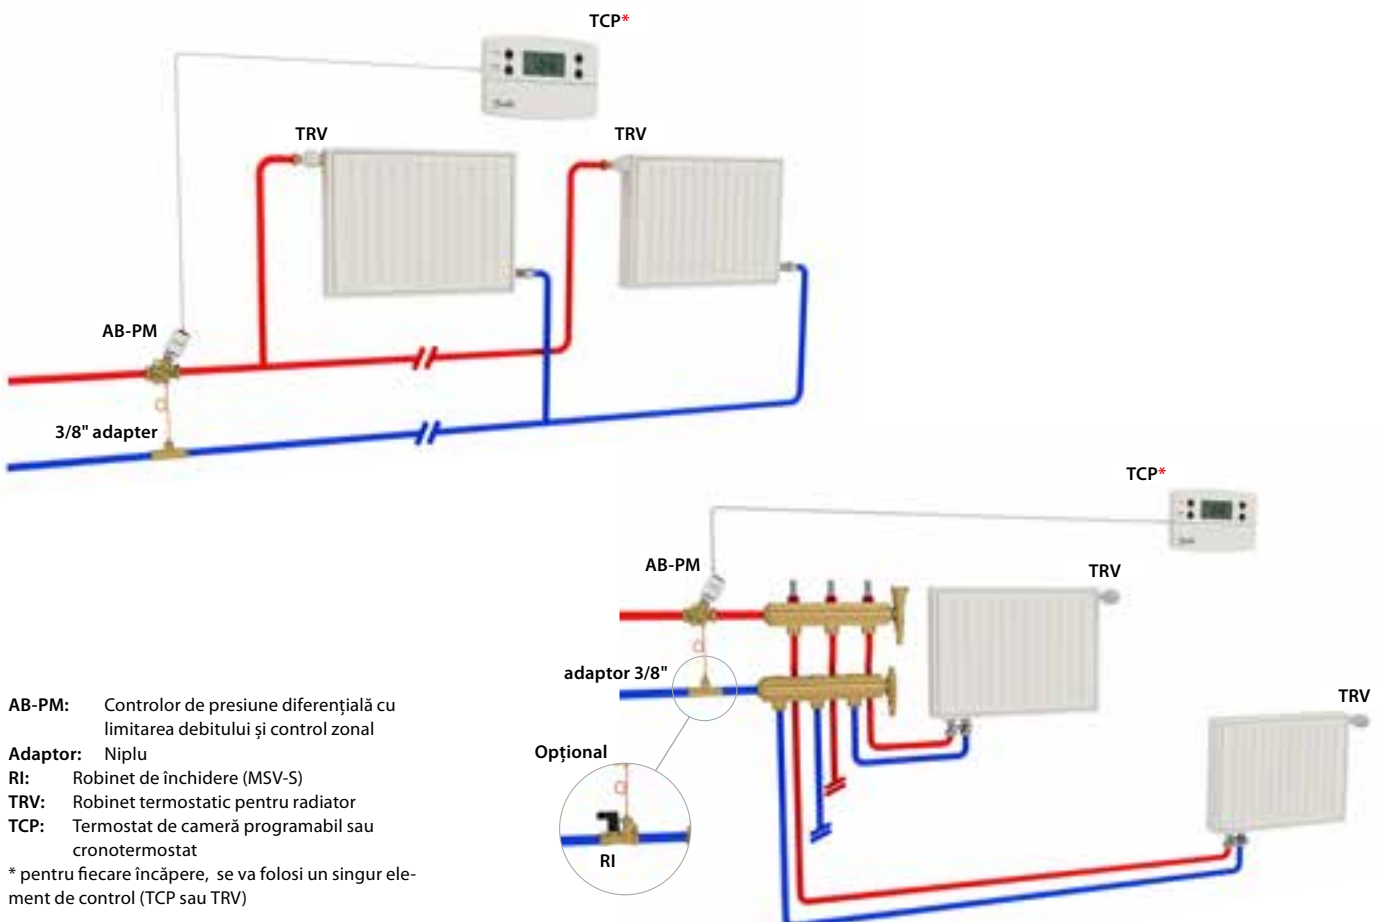 TCP*
TRV
TRV
AB-PM
3/8" adapter
TCP*
AB-PM
TRV
adaptor 3/8"
TRV
Opțional
RI
AB-PM: Controlor de presiune diferențială cu
limitarea debitului și control zonal
Adaptor: Niplu
RI: Robinet de închidere (MSV-S)
TRV: Robinet termostatic pentru radiator
TCP: Termostat de cameră programabil sau
cronotermostat
* pentru fiecare încăpere, se va folosi un singur ele-
ment de control (TCP sau TRV)